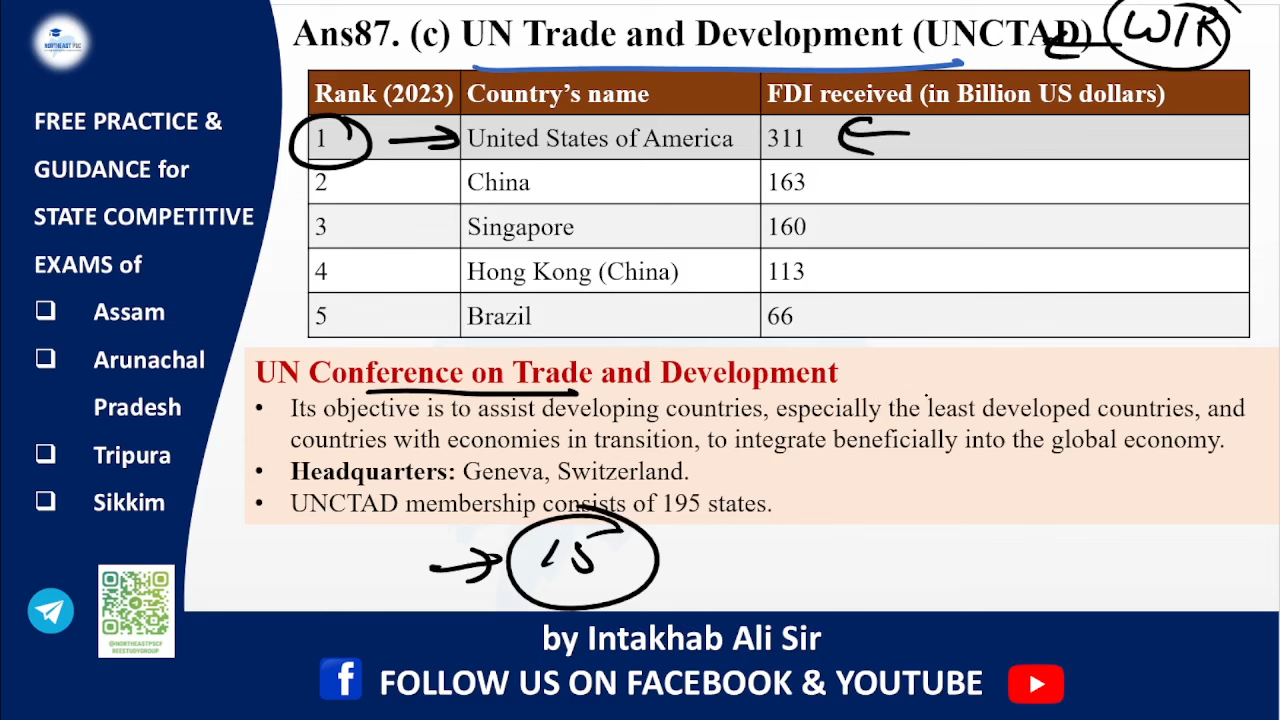 Ans87. (c) UN Trade and Development (UNCTAD)
WIR
NORTHEAST PSC
FREE PRACTICE &
GUIDANCE for
STATE COMPETITIVE
EXAMS of
Assam
Arunachal
Pradesh
Tripura
Sikkim
@NORTHEASTPSCF
REESTUDYGROUP
Rank (2023) Country's name FDI received (in Billion US dollars)
1 United States of America 311
2 China 163
3 Singapore 160
4 Hong Kong (China) 113
5 Brazil 66
UN Conference on Trade and Development
• Its objective is to assist developing countries, especially the least developed countries, and
countries with economies in transition, to integrate beneficially into the global economy.
• Headquarters: Geneva, Switzerland.
• UNCTAD membership consists of 195 states.
15
by Intakhab Ali Sir
f FOLLOW US ON FACEBOOK & YOUTUBE